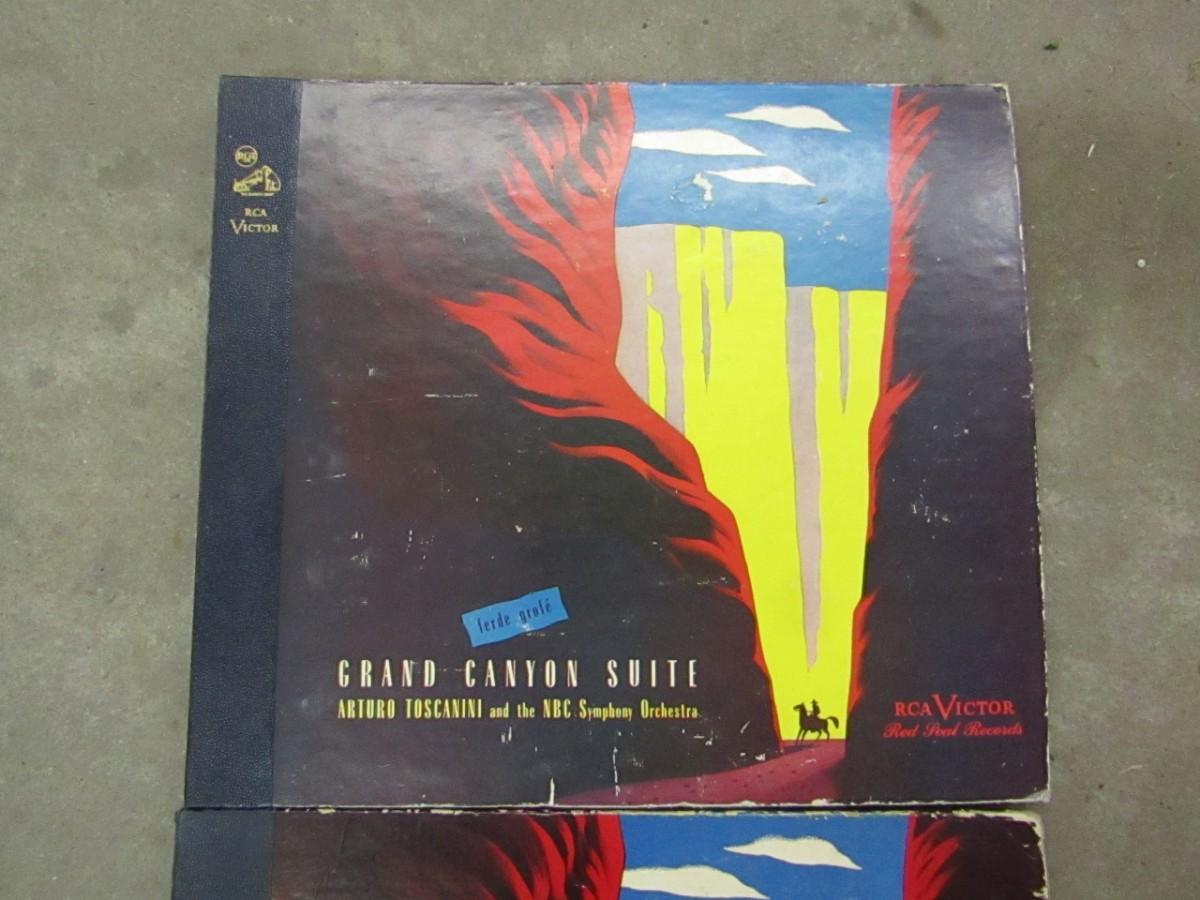 RCA
VICTOR
ferde grofé
GRAND CANYON SUITE
ARTURO TOSCANINI and the NBC Symphony Orchestra
RCA VICTOR
Red Seal Records